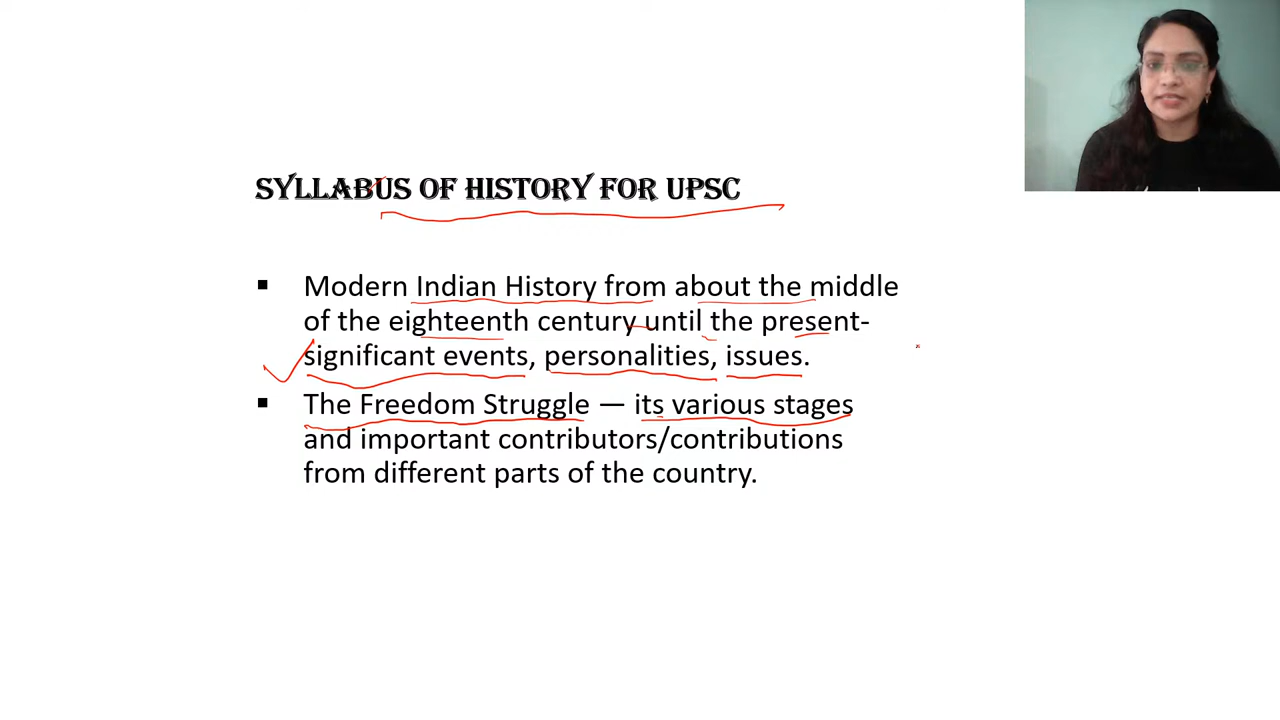 SYLLABUS OF HISTORY FOR UPSC
▪ Modern Indian History from about the middle
of the eighteenth century until the present-
significant events, personalities, issues.
▪ The Freedom Struggle — its various stages
and important contributors/contributions
from different parts of the country.